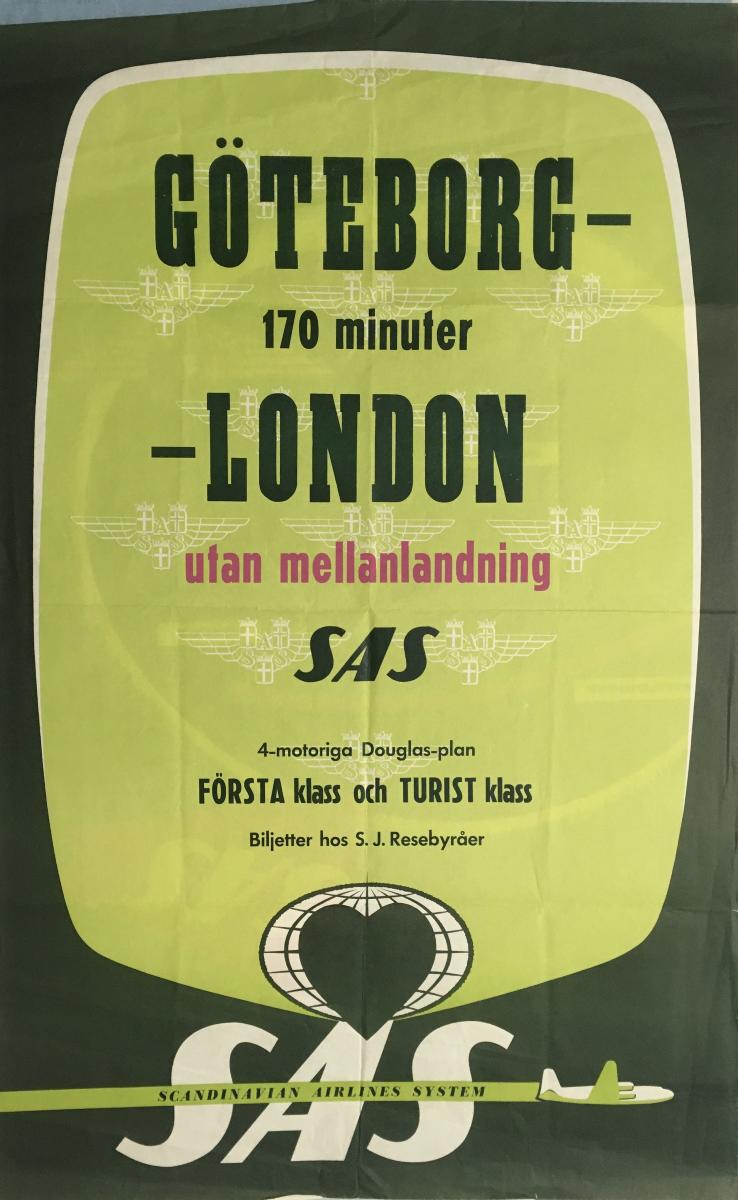 GÖTEBORG–
170 minuter
–LONDON
utan mellanlandning
SAS
4-motoriga Douglas-plan
FÖRSTA klass och TURIST klass
Biljetter hos S. J. Resebyråer
SAS
SCANDINAVIAN AIRLINES SYSTEM